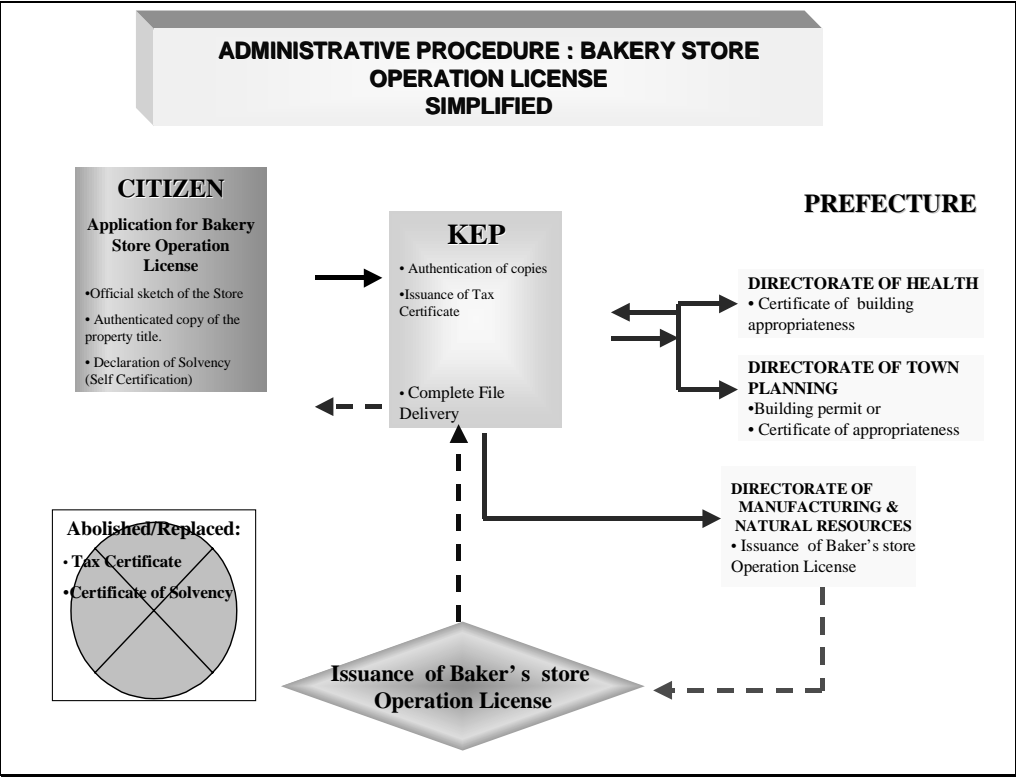 ADMINISTRATIVE PROCEDURE : BAKERY STORE
OPERATION LICENSE
SIMPLIFIED
CITIZEN
Application for Bakery
Store Operation
License
•Official sketch of the Store
• Authenticated copy of the
property title.
• Declaration of Solvency
(Self Certification)
KEP
• Authentication of copies
•Issuance of Tax
Certificate
• Complete File
Delivery
PREFECTURE
DIRECTORATE OF HEALTH
• Certificate of building
appropriateness
DIRECTORATE OF TOWN
PLANNING
•Building permit or
• Certificate of appropriateness
DIRECTORATE OF
MANUFACTURING &
NATURAL RESOURCES
• Issuance of Baker's store
Operation License
Abolished/Replaced:
• Tax Certificate
•Certificate of Solvency
Issuance of Baker' s store
Operation License